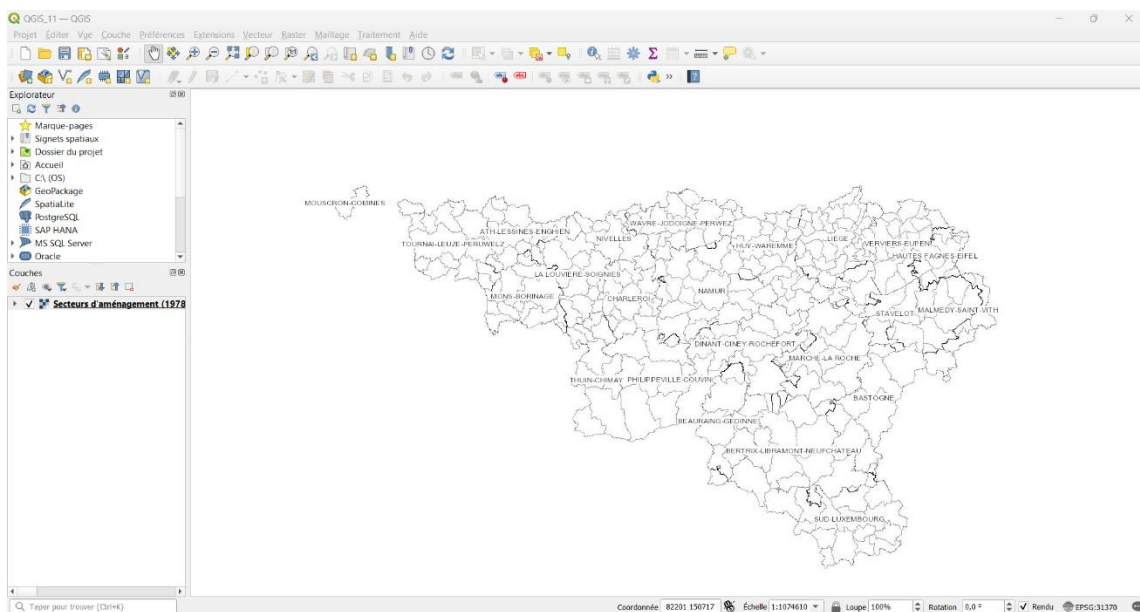 QGIS_11 — QGIS
Projet Éditer Vue Couche Préférences Extensions Vecteur Raster Maillage Traitement Aide
Explorateur
Marque-pages
Signets spatiaux
Dossier du projet
Accueil
C:\ (OS)
GeoPackage
SpatiaLite
PostgreSQL
SAP HANA
MS SQL Server
Oracle
Couches
Secteurs d'aménagement (1978
MOUSCRON-COMINES
WAVRE-JODOIGNE-PERWEZ
ATH-LESSINES-ENGHIEN
NIVELLES
LIEGE
TOURNAI-LEUZE-PERUWELZ
HUY-WAREMME
VERVIERS-EUPEN
HAUTES FAGNES-EIFEL
LA LOUVIERE-SOIGNIES
NAMUR
MONS-BORINAGE
CHARLEROI
STAVELOT
MALMEDY-SAINT-VITH
DINANT-CINEY-ROCHEFORT
MARCHE-LA ROCHE
THUIN-CHIMAY
PHILIPPEVILLE-COUVIN
BASTOGNE
BEAURAING-GEDINNE
BERTRIX-LIBRAMONT-NEUFCHATEAU
SUD-LUXEMBOURG
Taper pour trouver (Ctrl+K)
Coordonnée 82201 150717 Échelle 1:1074610 Loupe 100% Rotation 0,0 ° Rendu EPSG:31370